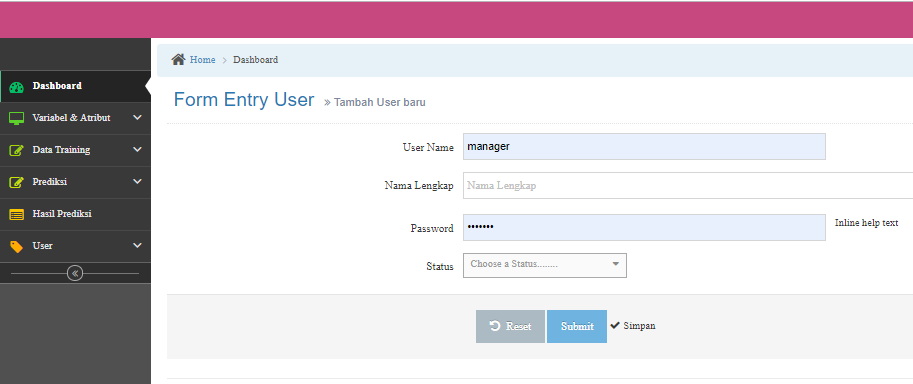 Home > Dashboard
Dashboard
Variabel & Atribut
Data Training
Prediksi
Hasil Prediksi
User
Form Entry User » Tambah User baru
User Name manager
Nama Lengkap Nama Lengkap
Password ••••••• Inline help text
Status Choose a Status........
Reset Submit ✔ Simpan